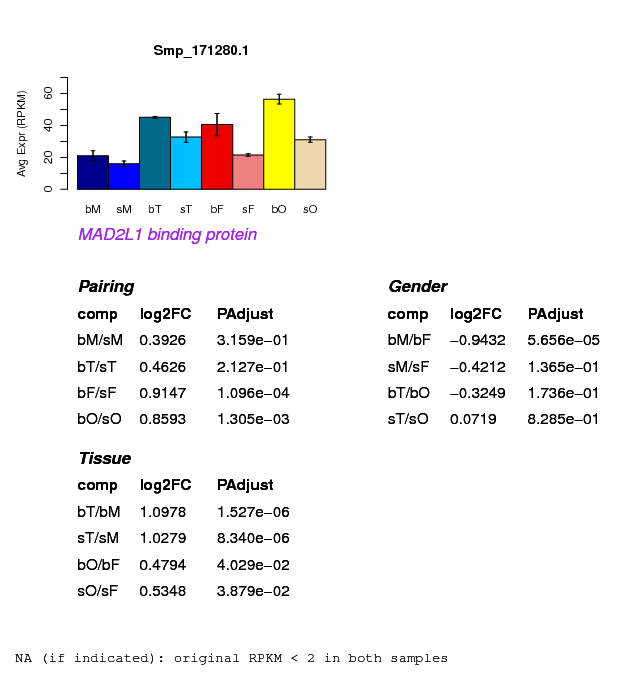 Smp_171280.1
Avg Expr (RPKM)
0 20 40 60
bM sM bT sT bF sF bO sO
MAD2L1 binding protein
Pairing
comp log2FC PAdjust
bM/sM 0.3926 3.159e−01
bT/sT 0.4626 2.127e−01
bF/sF 0.9147 1.096e−04
bO/sO 0.8593 1.305e−03
Gender
comp log2FC PAdjust
bM/bF −0.9432 5.656e−05
sM/sF −0.4212 1.365e−01
bT/bO −0.3249 1.736e−01
sT/sO 0.0719 8.285e−01
Tissue
comp log2FC PAdjust
bT/bM 1.0978 1.527e−06
sT/sM 1.0279 8.340e−06
bO/bF 0.4794 4.029e−02
sO/sF 0.5348 3.879e−02
NA (if indicated): original RPKM < 2 in both samples